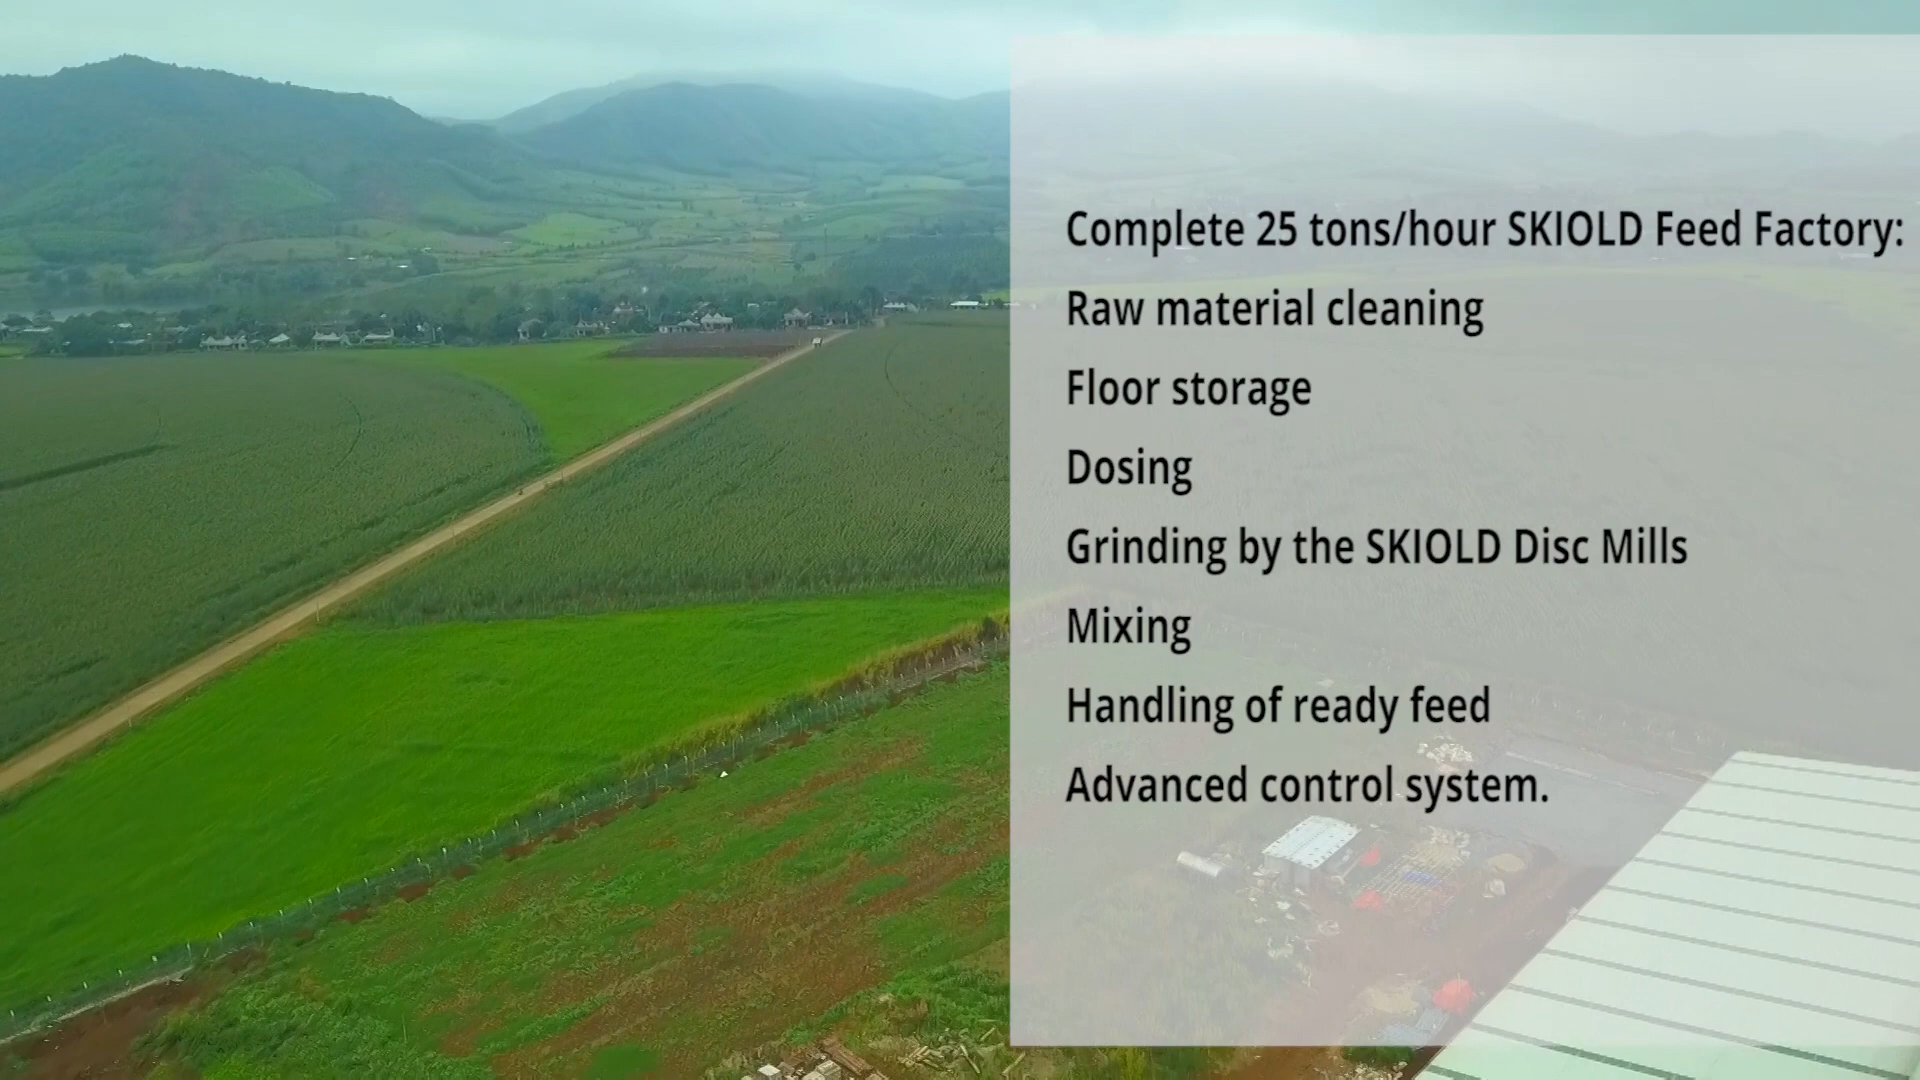 Complete 25 tons/hour SKIOLD Feed Factory:
Raw material cleaning
Floor storage
Dosing
Grinding by the SKIOLD Disc Mills
Mixing
Handling of ready feed
Advanced control system.